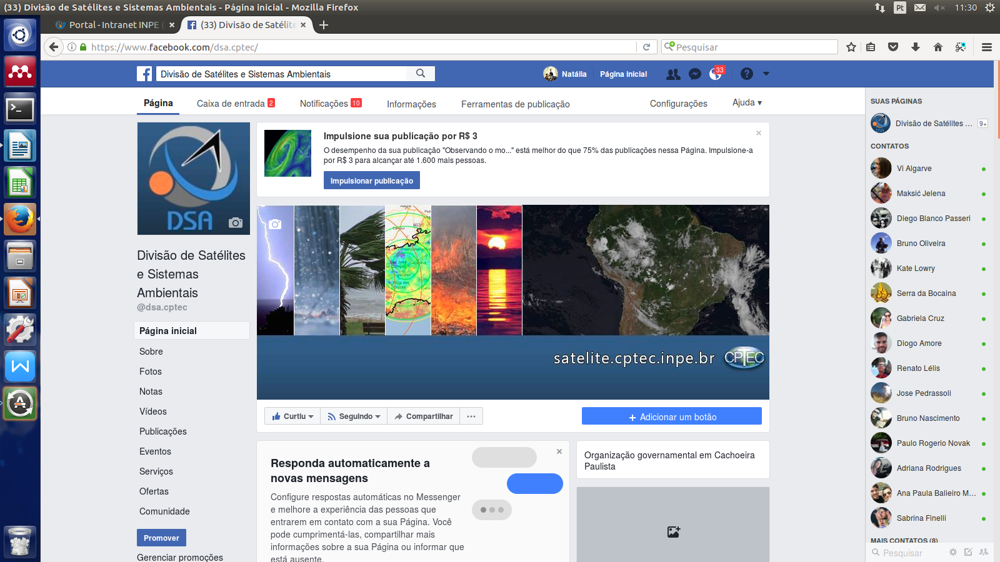 (33) Divisão de Satélites e Sistemas Ambientais - Página inicial - Mozilla Firefox
Pt
11:30
Portal - Intranet INPE (
(33) Divisão de Satélite
https://www.facebook.com/dsa.cptec/
Pesquisar
Divisão de Satélites e Sistemas Ambientais
Natália
Página inicial
33
Página
Caixa de entrada 2
Notificações 10
Informações
Ferramentas de publicação
Configurações
Ajuda
DSA
Divisão de Satélites
e Sistemas
Ambientais
@dsa.cptec
Página inicial
Sobre
Fotos
Notas
Vídeos
Publicações
Eventos
Serviços
Ofertas
Comunidade
Promover
Gerenciar promoções
Impulsione sua publicação por R$ 3
O desempenho da sua publicação "Observando o mo..." está melhor do que 75% das publicações nessa Página. Impulsione-a
por R$ 3 para alcançar até 1.600 mais pessoas.
Impulsionar publicação
satelite.cptec.inpe.br
CPTEC
Curtiu
Seguindo
Compartilhar
...
+ Adicionar um botão
Responda automaticamente a
novas mensagens
Configure respostas automáticas no Messenger
e melhore a experiência das pessoas que
entrarem em contato com a sua Página. Você
pode cumprimentá-las, compartilhar mais
informações sobre a sua Página ou informar que
está ausente.
Organização governamental em Cachoeira
Paulista
SUAS PÁGINAS
DSA
Divisão de Satélites ...
9+
CONTATOS
Vi Algarve
Maksić Jelena
Diego Blanco Passeri
Bruno Oliveira
Kate Lowry
Serra da Bocaina
Gabriela Cruz
Diogo Amore
Renato Lélis
Jose Pedrassoli
Bruno Nascimento
Paulo Rogerio Novak
Adriana Rodrigues
Ana Paula Balieiro M...
Sabrina Finelli
MAIS CONTATOS (8)
Pesquisar